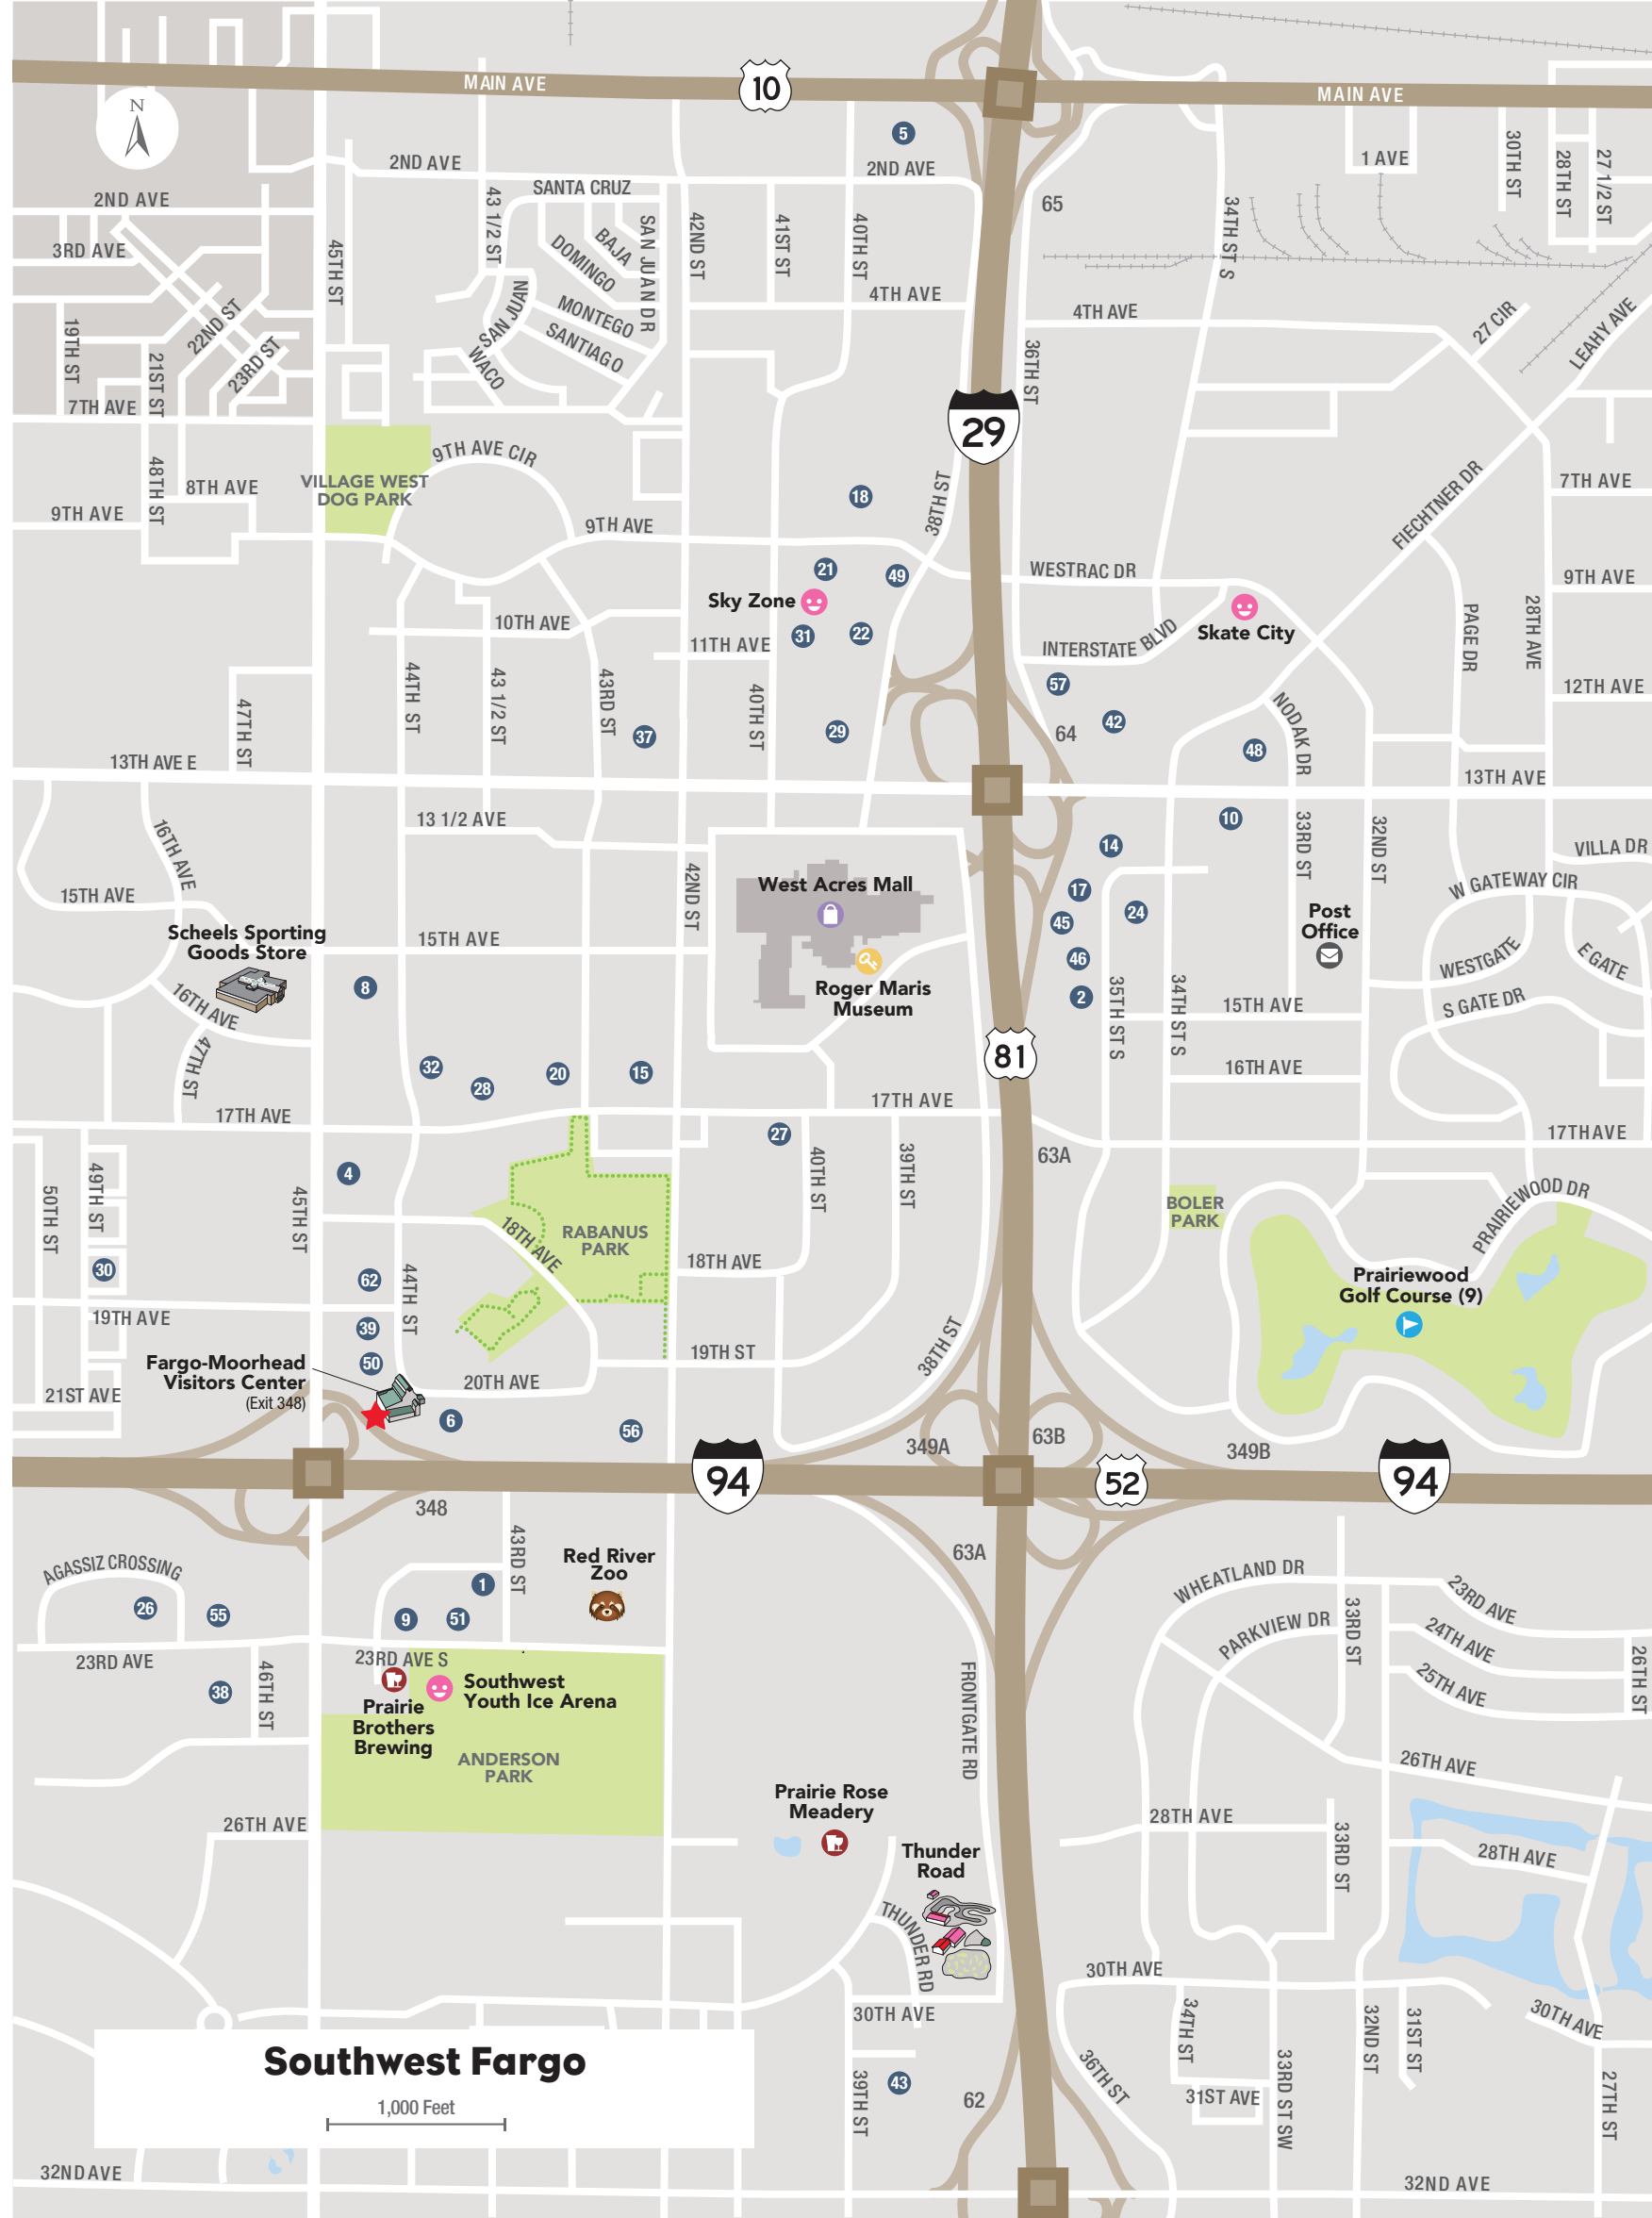 MAIN AVE
10
MAIN AVE
N
5
2ND AVE
2ND AVE
1 AVE
30TH ST
28TH ST
27 1/2 ST
2ND AVE
SANTA CRUZ
65
3RD AVE
45TH ST
43 1/2 ST
BAJA
DOMINGO
SAN JUAN DR
42ND ST
41ST ST
40TH ST
34TH ST S
4TH AVE
4TH AVE
22ND ST
SAN JUAN
MONTEGO
SANTIAGO
WACO
27 CIR
LEAHY AVE
19TH ST
21ST ST
23RD ST
36TH ST
7TH AVE
29
9TH AVE CIR
VILLAGE WEST
DOG PARK
48TH ST
8TH AVE
9TH AVE
9TH AVE
18
38TH ST
FIECHTNER DR
7TH AVE
21
49
WESTRAC DR
9TH AVE
Sky Zone
Skate City
10TH AVE
31
22
11TH AVE
INTERSTATE BLVD
PAGE DR
28TH AVE
57
12TH AVE
47TH ST
44TH ST
43 1/2 ST
43RD ST
37
40TH ST
29
64
42
NODAK DR
48
13TH AVE E
13TH AVE
13 1/2 AVE
10
16TH AVE
14
33RD ST
32ND ST
VILLA DR
15TH AVE
42ND ST
West Acres Mall
17
W GATEWAY CIR
24
45
Post
Office
Scheels Sporting
Goods Store
15TH AVE
46
WESTGATE
E GATE
8
Roger Maris
Museum
2
16TH AVE
35TH ST S
34TH ST S
15TH AVE
S GATE DR
47TH ST
81
32
28
20
15
16TH AVE
17TH AVE
17TH AVE
27
17TH AVE
63A
4
50TH ST
49TH ST
45TH ST
40TH ST
39TH ST
BOLER
PARK
PRAIRIEWOOD DR
18TH AVE
RABANUS
PARK
30
62
18TH AVE
Prairiewood
Golf Course (9)
44TH ST
19TH AVE
39
38TH ST
19TH ST
Fargo-Moorhead
Visitors Center
(Exit 348)
50
20TH AVE
21ST AVE
6
56
349A
63B
349B
94
52
94
348
43RD ST
63A
AGASSIZ CROSSING
Red River
Zoo
WHEATLAND DR
1
26
55
9
51
23RD AVE
33RD ST
PARKVIEW DR
24TH AVE
23RD AVE
23RD AVE S
25TH AVE
26TH ST
46TH ST
38
Southwest
Youth Ice Arena
Prairie
Brothers
Brewing
FRONTGATE RD
ANDERSON
PARK
26TH AVE
Prairie Rose
Meadery
26TH AVE
28TH AVE
Thunder
Road
33RD ST
28TH AVE
THUNDER RD
30TH AVE
30TH AVE
34TH ST
32ND ST
31ST ST
30TH AVE
Southwest Fargo
36TH ST
33RD ST SW
43
39TH ST
62
31ST AVE
27TH ST
1,000 Feet
32ND AVE
32ND AVE